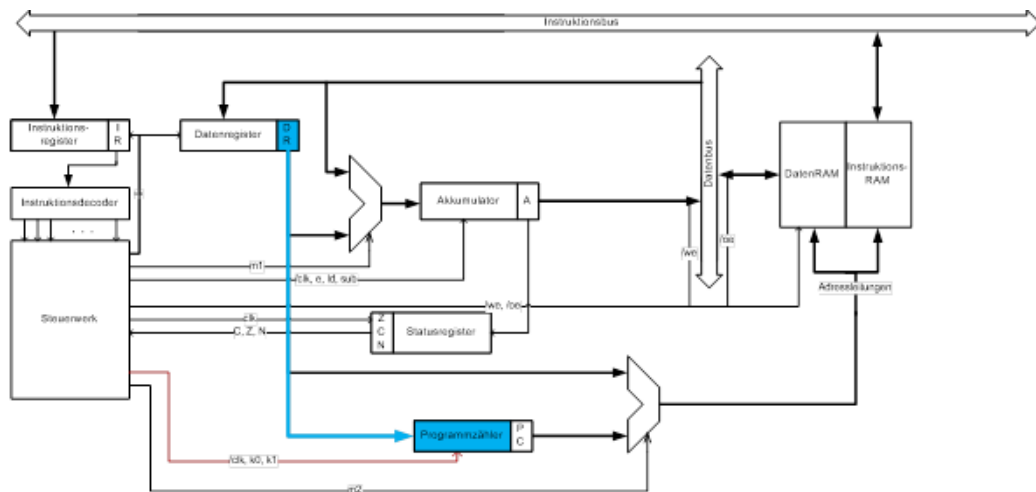 Instruktionsbus
Instruktions-
register
I
R
Datenregister
D
R
Datenbus
DatenRAM
Instruktions-
RAM
Instruktionsdecoder
. . .
Akkumulator
A
m1
/clk, e, ld, sub
/we
/oe
Adressleitungen
/we, /oe
Steuerwerk
clk
C, Z, N
Z
C
N
Statusregister
Programmzähler
P
C
/clk, k0, k1
m2